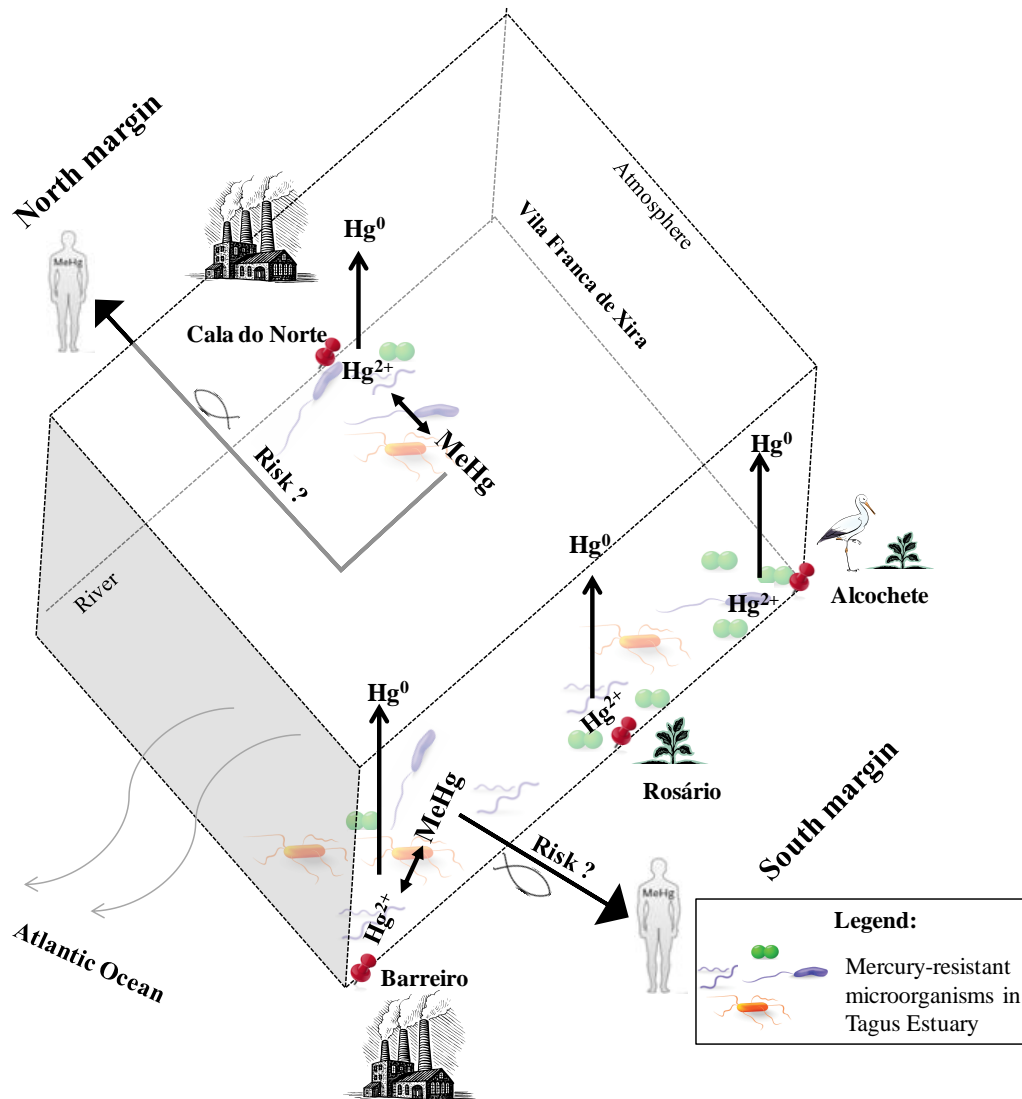 North margin
Atmosphere
Vila Franca de Xira
MeHg
Hg⁰
Cala do Norte
Hg²⁺
MeHg
Risk ?
River
Hg⁰
Hg²⁺
Alcochete
Hg⁰
Hg²⁺
Rosário
South margin
Hg⁰
MeHg
Hg²⁺
Risk ?
MeHg
Barreiro
Atlantic Ocean
Legend:
Mercury-resistant
microorganisms in
Tagus Estuary